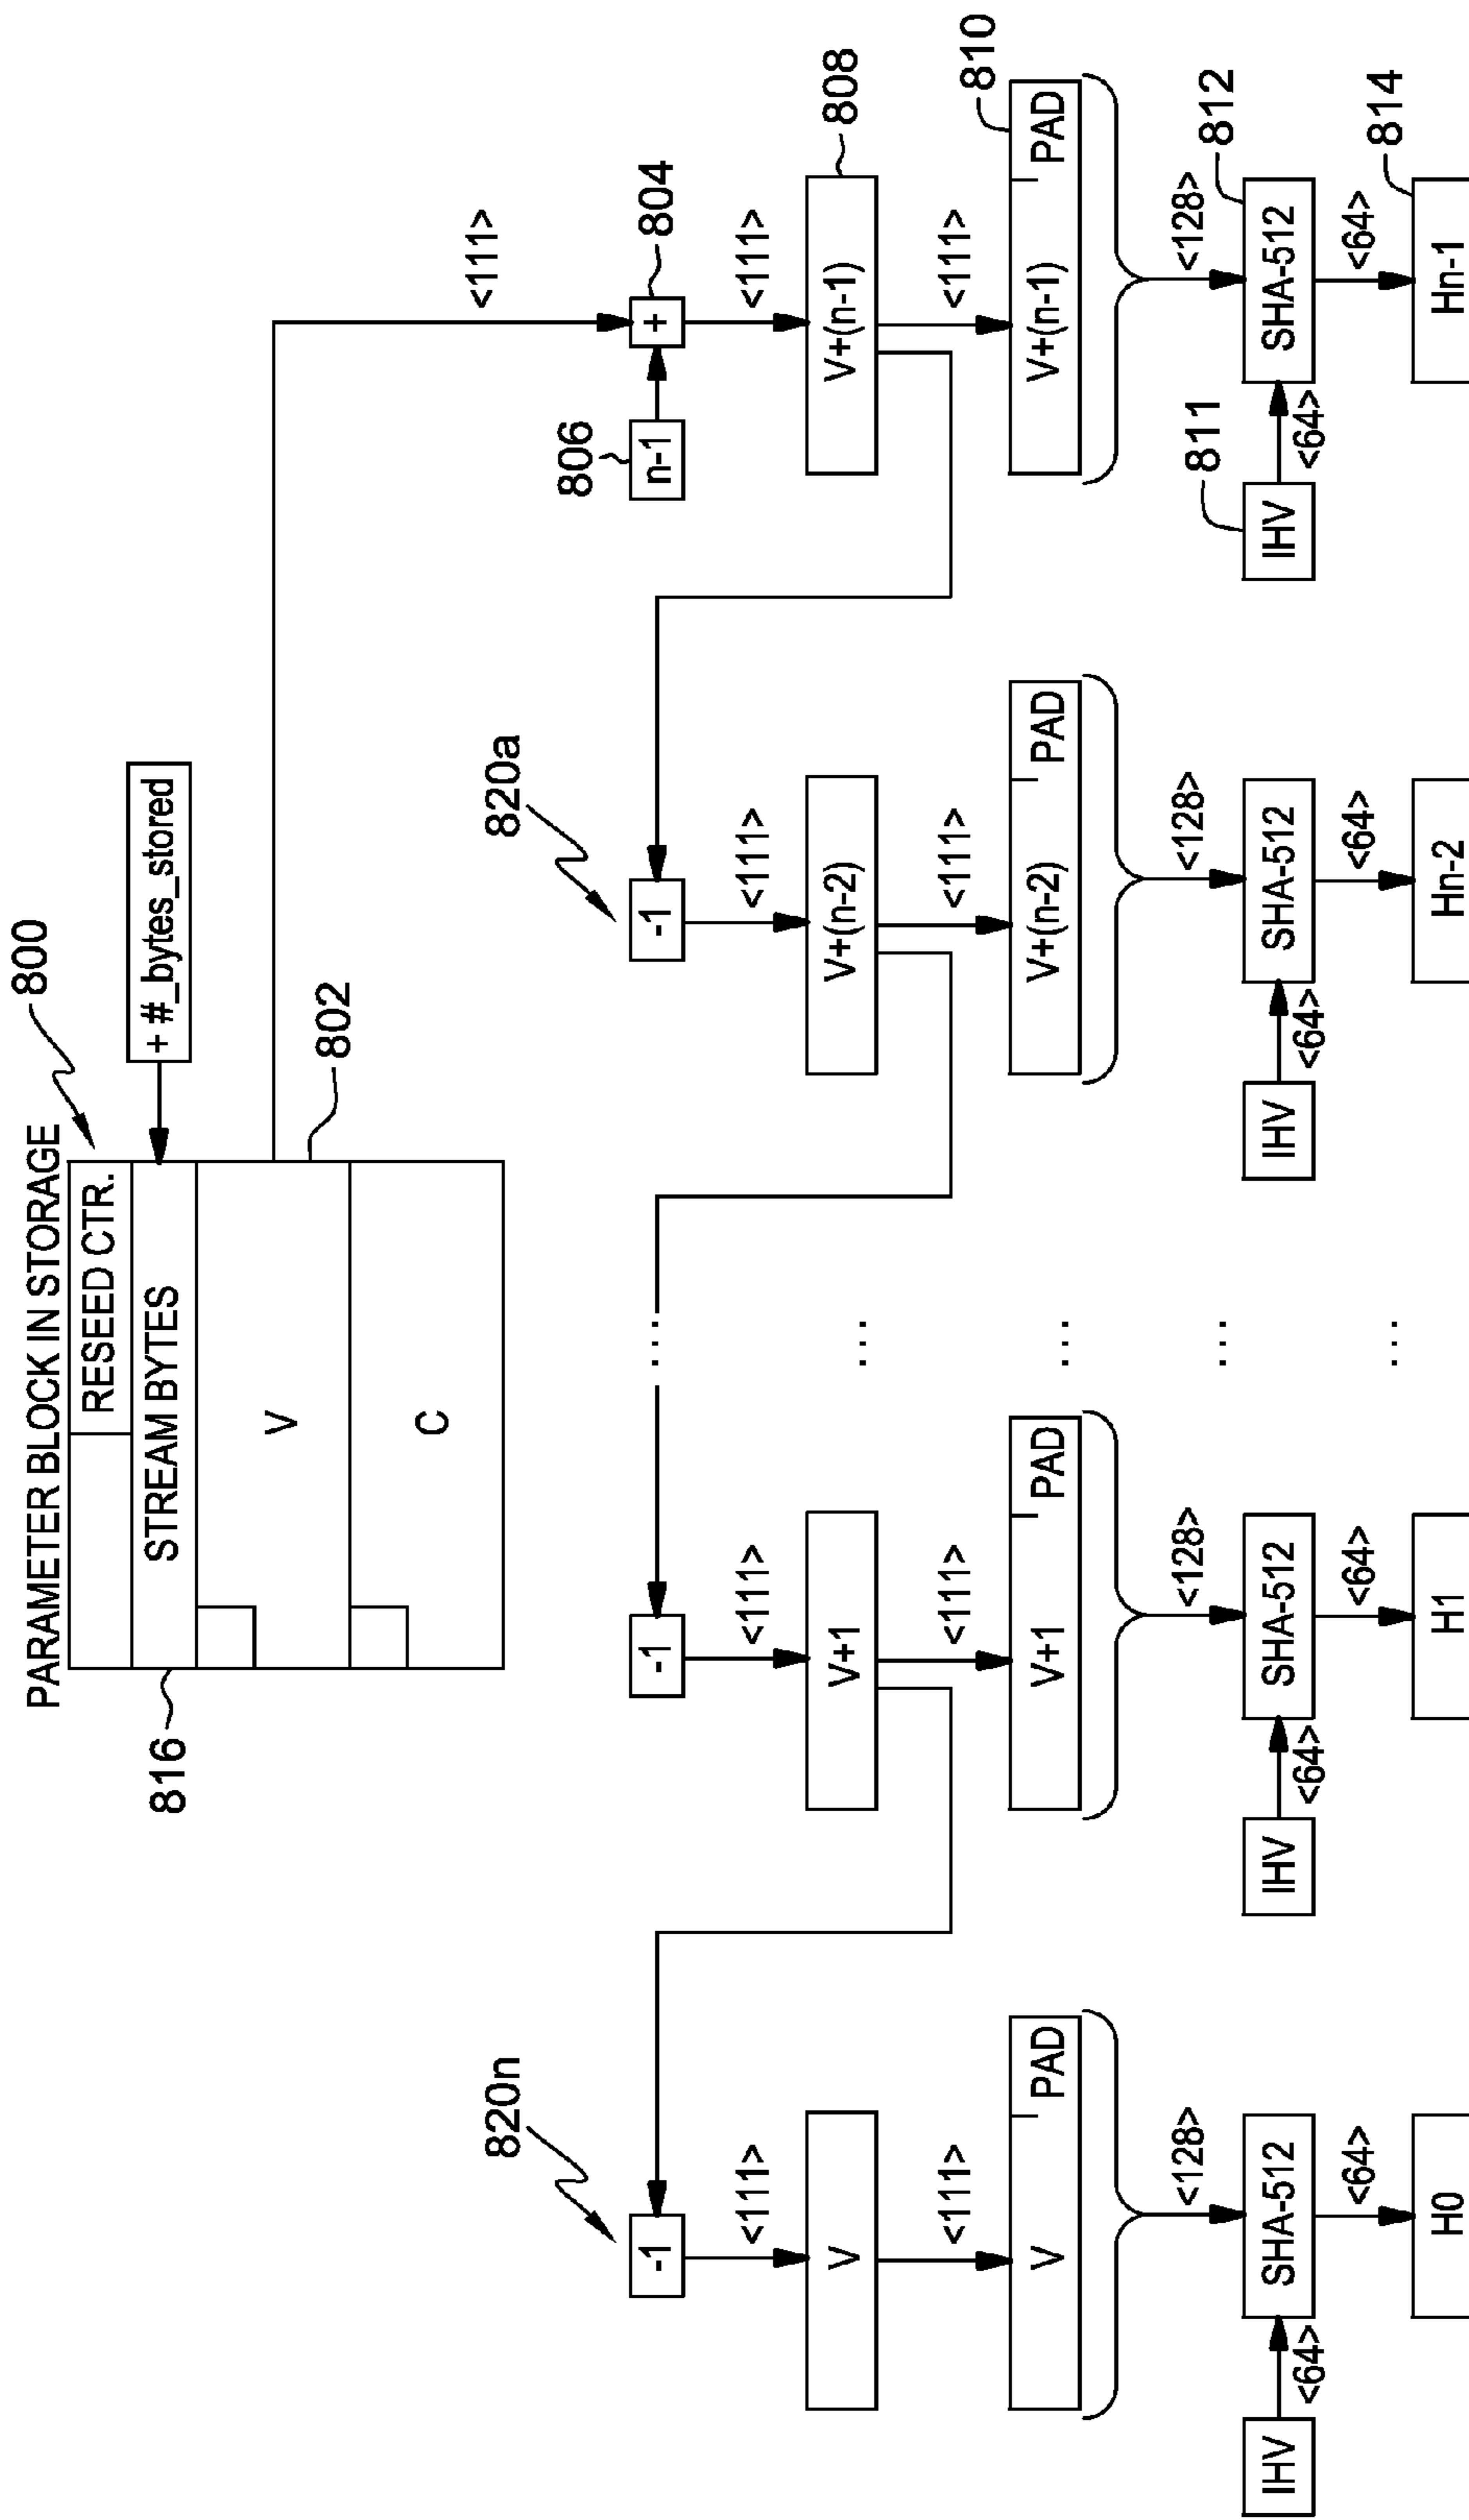 PARAMETER BLOCK IN STORAGE
800
RESEED CTR.
816
STREAM BYTES
+ #_bytes_stored
V
802
C
<111>
820n
820a
806
804
-1
-1
...
-1
n-1
+
<111>
<111>
<111>
<111>
V
V+1
...
V+(n-2)
V+(n-1)
808
<111>
<111>
<111>
<111>
810
V
PAD
V+1
PAD
...
V+(n-2)
PAD
V+(n-1)
PAD
<128>
<128>
<128>
<128>
811
812
IHV
<64>
SHA-512
IHV
<64>
SHA-512
...
IHV
<64>
SHA-512
IHV
<64>
SHA-512
<64>
<64>
<64>
<64>
814
H0
H1
...
Hn-2
Hn-1